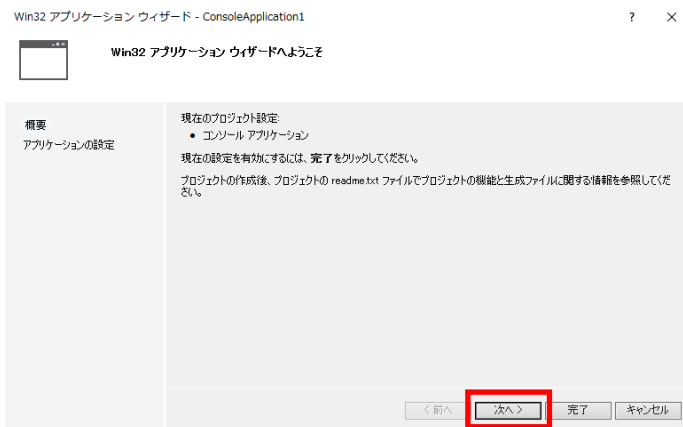 Win32 アプリケーション ウィザード - ConsoleApplication1
Win32 アプリケーション ウィザードへようこそ
概要
アプリケーションの設定
現在のプロジェクト設定:
• コンソール アプリケーション
現在の設定を有効にするには、完了をクリックしてください。
プロジェクトの作成後、プロジェクトの readme.txt ファイルでプロジェクトの機能と生成ファイルに関する情報を参照してくだ
さい。
< 前へ
次へ >
完了
キャンセル